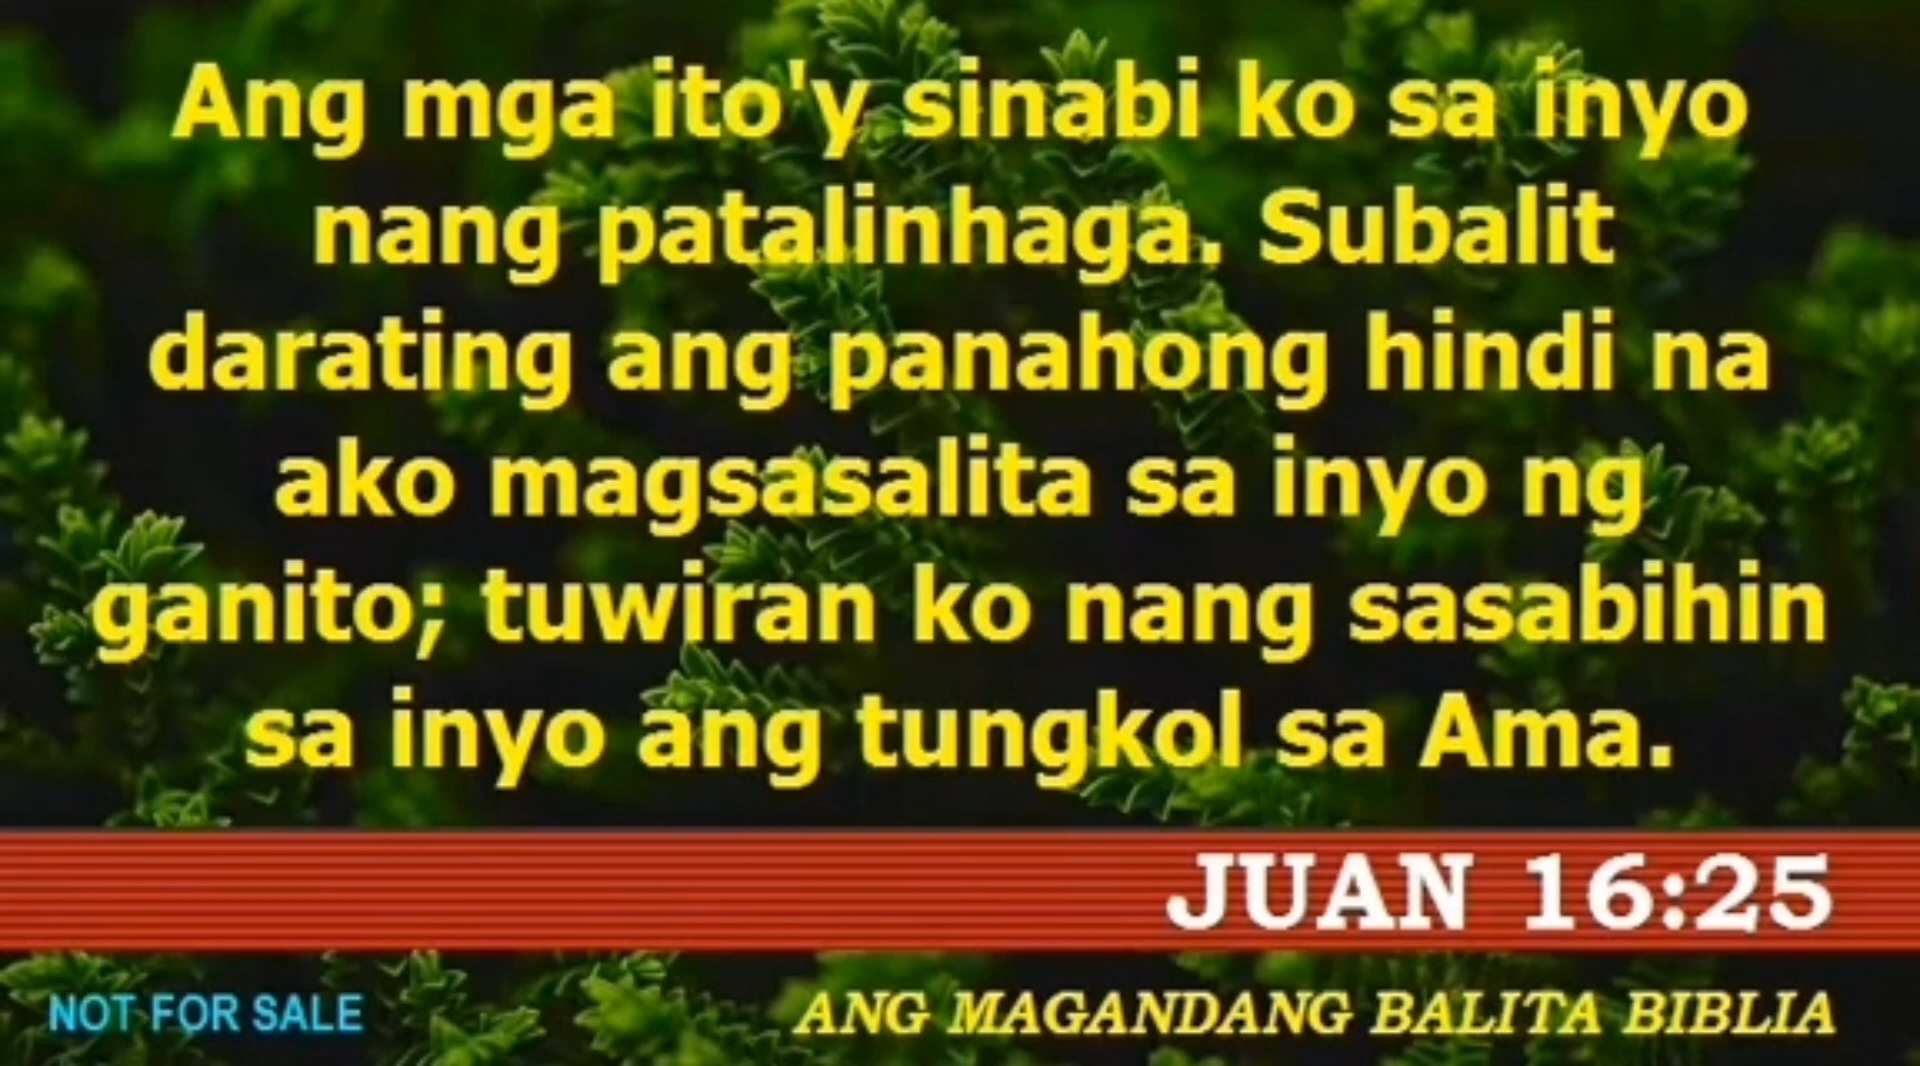 Ang mga ito'y sinabi ko sa inyo
nang patalinhaga. Subalit
darating ang panahong hindi na
ako magsasalita sa inyo ng
ganito; tuwiran ko nang sasabihin
sa inyo ang tungkol sa Ama.
JUAN 16:25
NOT FOR SALE
ANG MAGANDANG BALITA BIBLIA